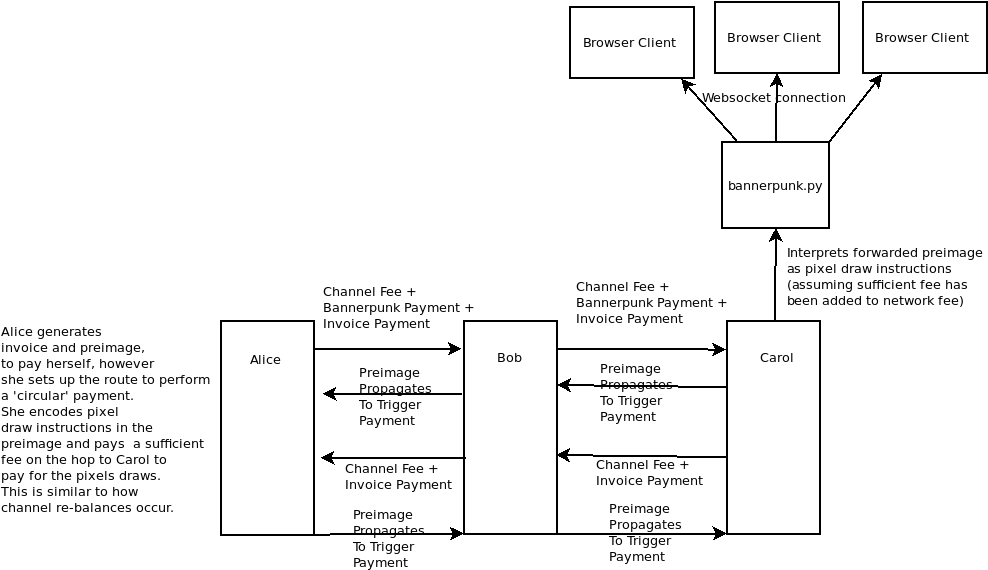 Browser Client
Browser Client
Browser Client
Websocket connection
bannerpunk.py
Interprets forwarded preimage
as pixel draw instructions
(assuming sufficient fee has
been added to network fee)
Channel Fee +
Bannerpunk Payment +
Invoice Payment
Channel Fee +
Bannerpunk Payment +
Invoice Payment
Alice generates
invoice and preimage,
to pay herself, however
she sets up the route to perform
a 'circular' payment.
She encodes pixel
draw instructions in the
preimage and pays  a sufficient
fee on the hop to Carol to
pay for the pixels draws.
This is similar to how
channel re-balances occur.
Alice
Bob
Carol
Preimage
Propagates
To Trigger
Payment
Preimage
Propagates
To Trigger
Payment
Channel Fee +
Invoice Payment
Channel Fee +
Invoice Payment
Preimage
Propagates
To Trigger
Payment
Preimage
Propagates
To Trigger
Payment